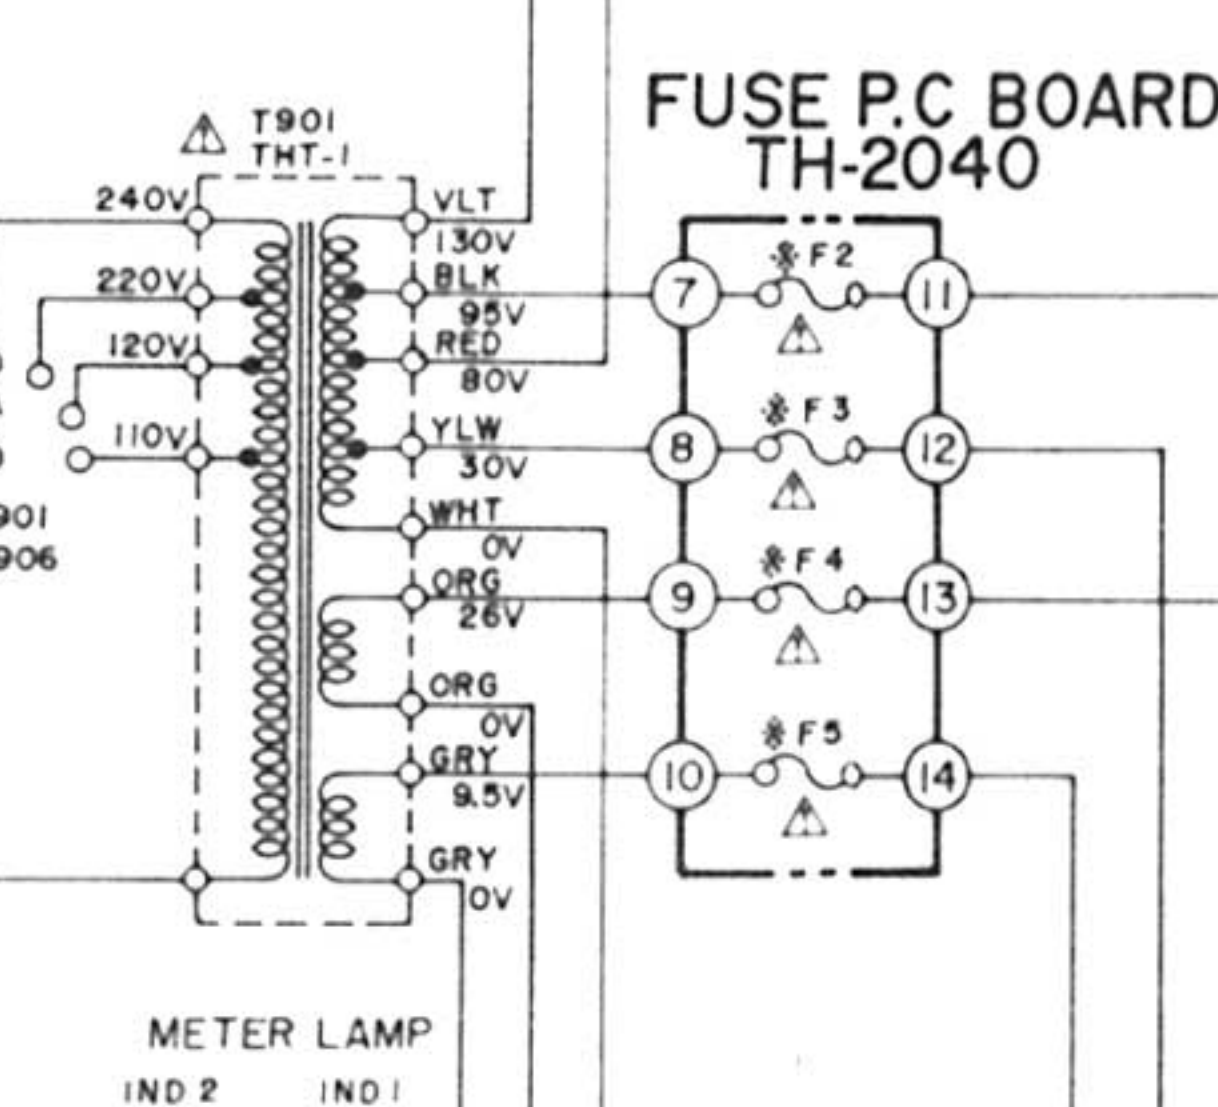 FUSE P.C BOARD
TH-2040
T901
THT-1
240V
220V
120V
110V
901
906
VLT
130V
BLK
95V
RED
80V
YLW
30V
WHT
0V
ORG
26V
ORG
0V
GRY
9.5V
GRY
0V
7
※ F2
11
8
※ F3
12
9
※ F4
13
10
※ F5
14
METER LAMP
IND 2
IND 1